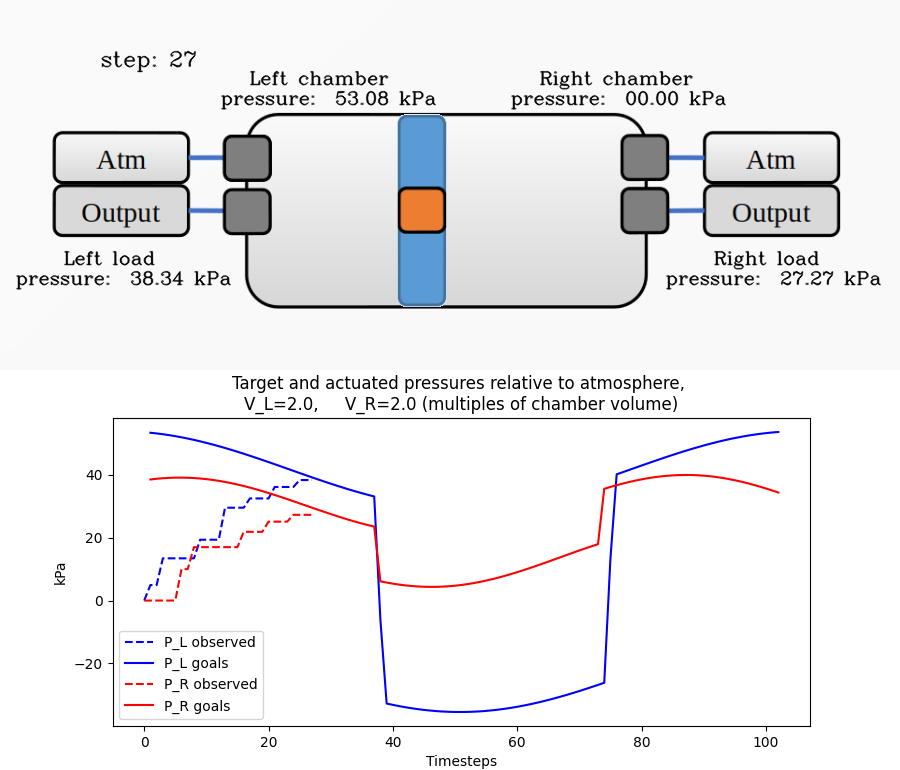 step: 27
Left chamber
pressure: 53.08 kPa
Right chamber
pressure: 00.00 kPa
Atm
Output
Atm
Output
Left load
pressure: 38.34 kPa
Right load
pressure: 27.27 kPa
Target and actuated pressures relative to atmosphere,
V_L=2.0, V_R=2.0 (multiples of chamber volume)
kPa
40
20
0
−20
P_L observed
P_L goals
P_R observed
P_R goals
0 20 40 60 80 100
Timesteps